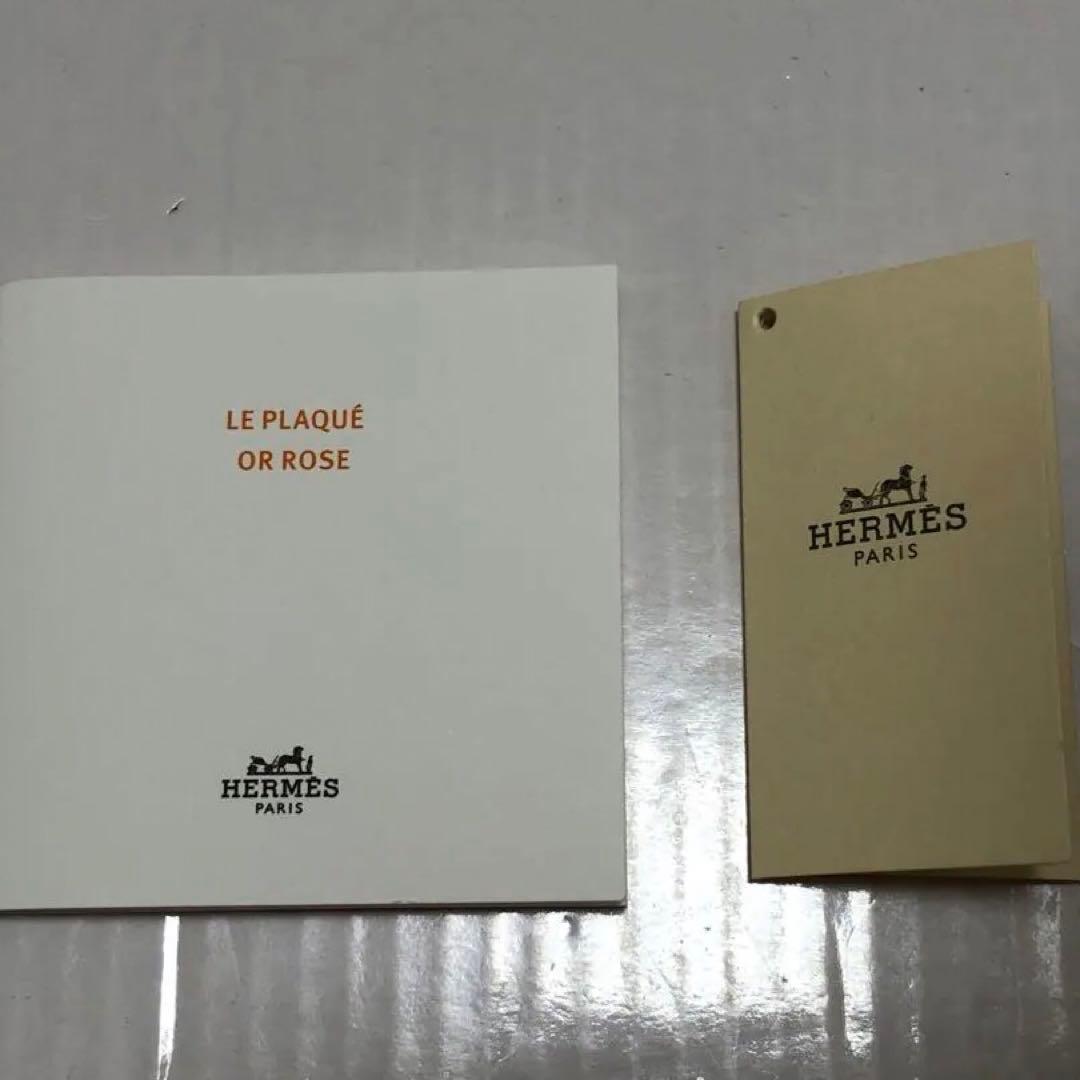 LE PLAQUÉ
OR ROSE
HERMÈS
PARIS
HERMÈS
PARIS